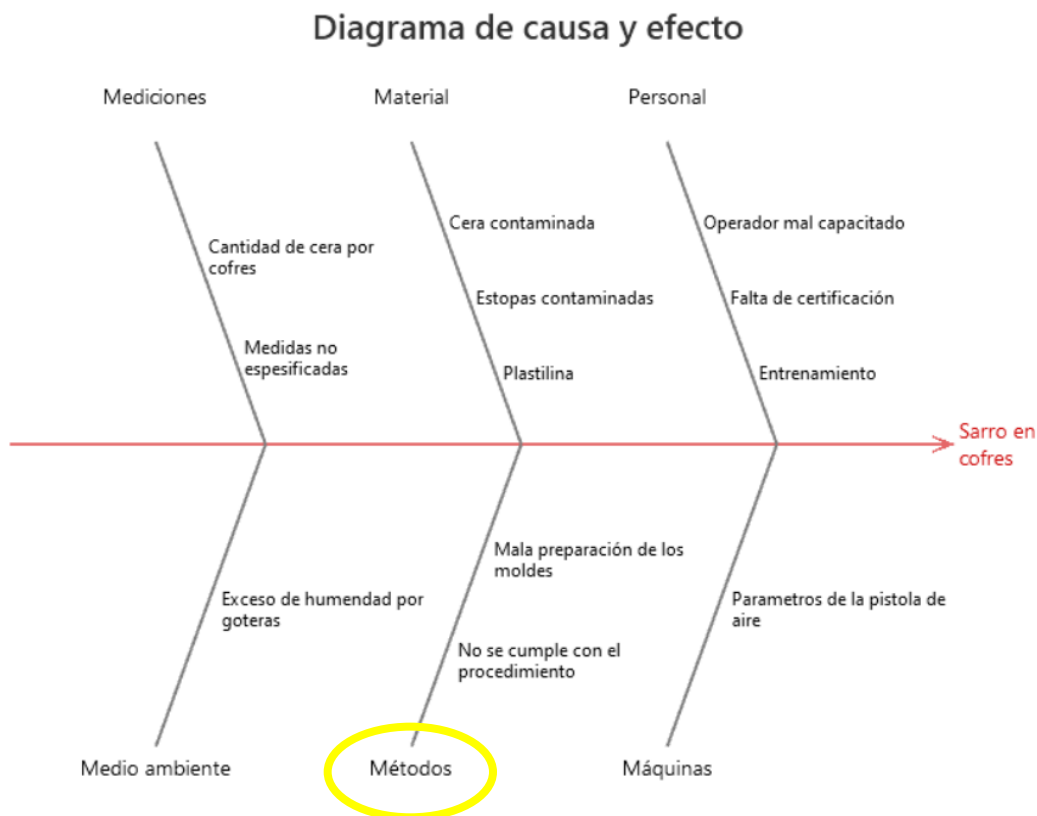 Diagrama de causa y efecto
Mediciones
Material
Personal
Cera contaminada
Operador mal capacitado
Cantidad de cera por
cofres
Estopas contaminadas
Falta de certificación
Medidas no
espesificadas
Plastilina
Entrenamiento
Sarro en
cofres
Mala preparación de los
moldes
Exceso de humendad por
goteras
Parametros de la pistola de
aire
No se cumple con el
procedimiento
Medio ambiente
Métodos
Máquinas